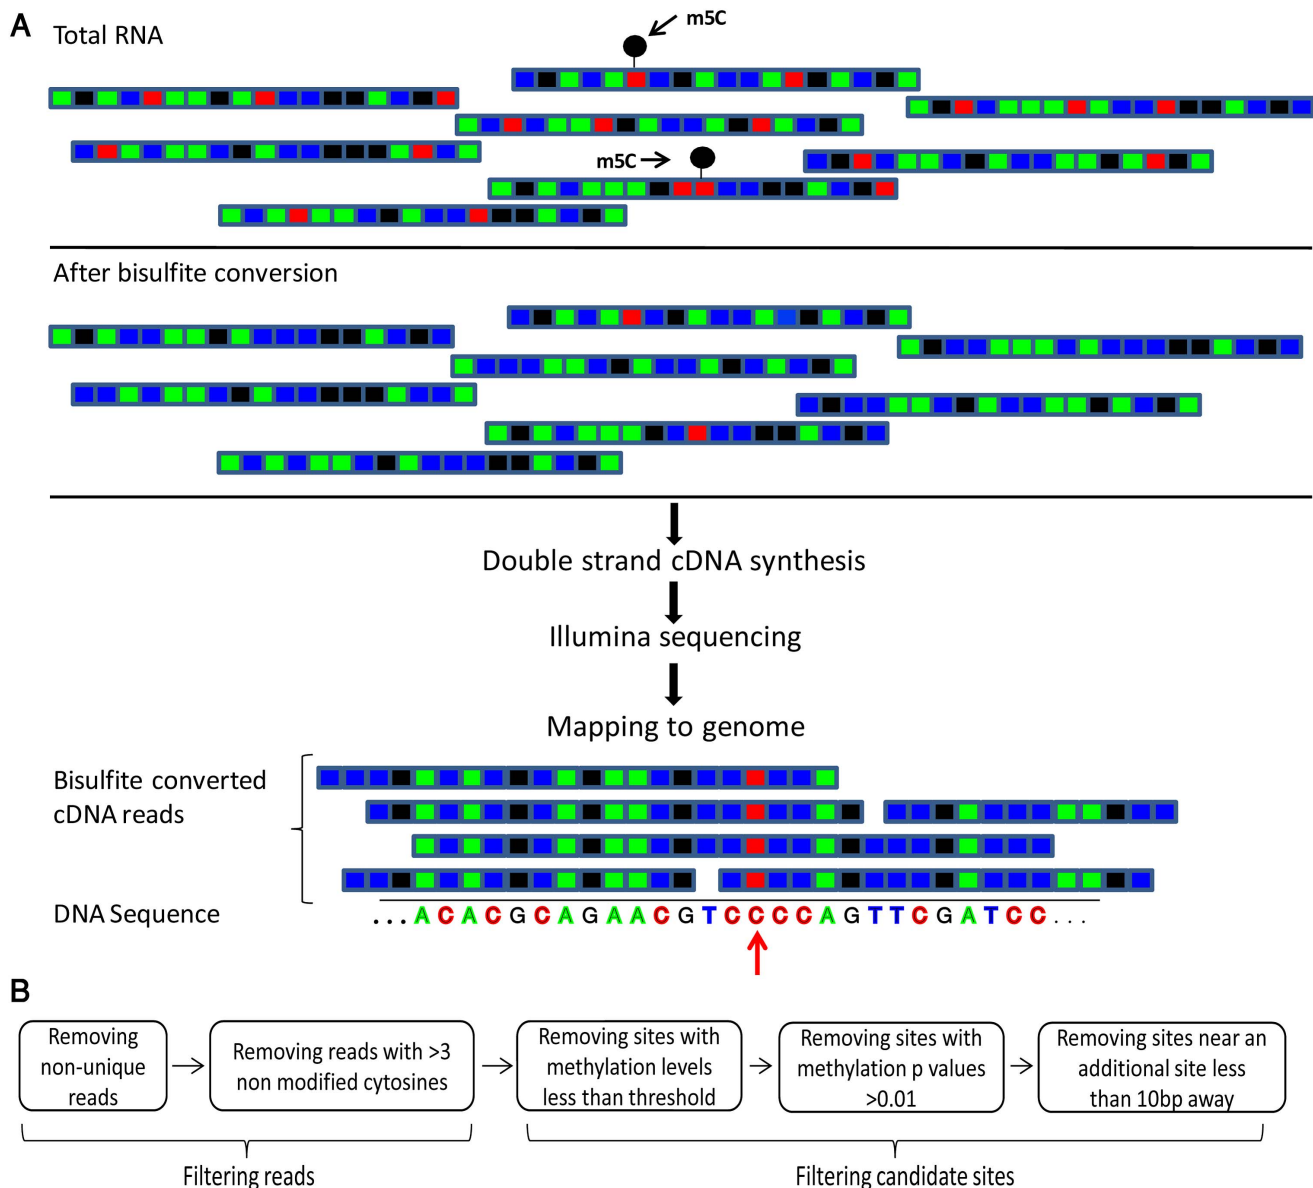 A
Total RNA
m5C
m5C
After bisulfite conversion
Double strand cDNA synthesis
Illumina sequencing
Mapping to genome
Bisulfite converted
cDNA reads
DNA Sequence
...ACACGCAGAACGTCCCCAGTTCGATCC...
B
Removing
non-unique
reads
Removing reads with >3
non modified cytosines
Removing sites with
methylation levels
less than threshold
Removing sites with
methylation p values
>0.01
Removing sites near an
additional site less
than 10bp away
Filtering reads
Filtering candidate sites